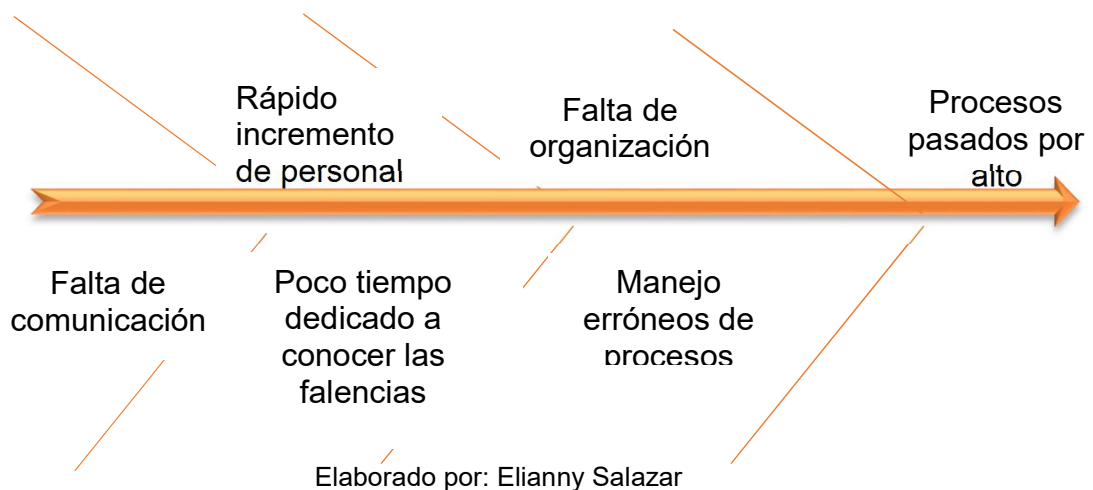 Rápido
incremento
de personal
Falta de
organización
Procesos
pasados por
alto
Falta de
comunicación
Poco tiempo
dedicado a
conocer las
falencias
Manejo
erróneos de
procesos
Elaborado por: Elianny Salazar